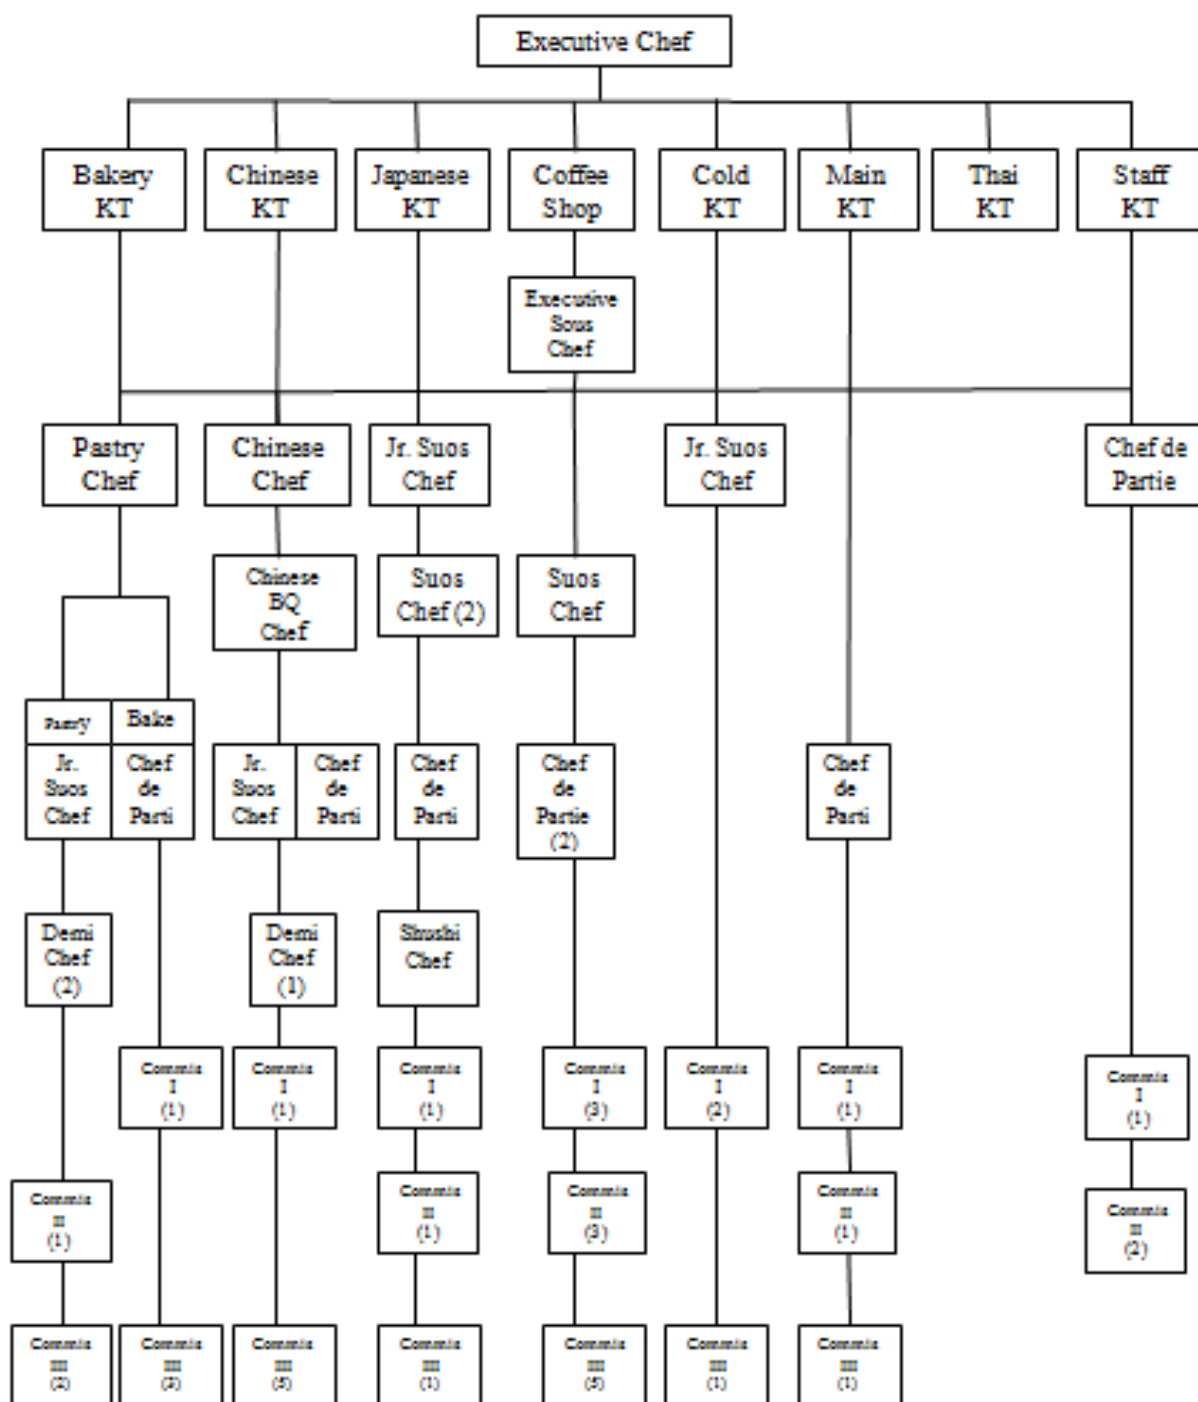 Executive Chef
Bakery
KT
Chinese
KT
Japanese
KT
Coffee
Shop
Cold
KT
Main
KT
Thai
KT
Staff
KT
Executive
Sous
Chef
Pastry
Chef
Chinese
Chef
Jr. Suos
Chef
Jr. Suos
Chef
Chef de
Partie
Chinese
BQ
Chef
Suos
Chef (2)
Suos
Chef
Pastry
Bake
Jr.
Suos
Chef
Chef
de
Parti
Jr.
Suos
Chef
Chef
de
Parti
Chef
de
Parti
Chef
de
Partie
(2)
Chef
de
Parti
Demi
Chef
(2)
Demi
Chef
(1)
Shushi
Chef
Commis
I
(1)
Commis
I
(1)
Commis
I
(1)
Commis
I
(3)
Commis
I
(2)
Commis
I
(1)
Commis
I
(1)
Commis
II
(1)
Commis
II
(1)
Commis
II
(3)
Commis
II
(1)
Commis
II
(2)
Commis
III
Commis
III
Commis
III
(5)
Commis
III
(1)
Commis
III
(5)
Commis
III
(1)
Commis
III
(1)